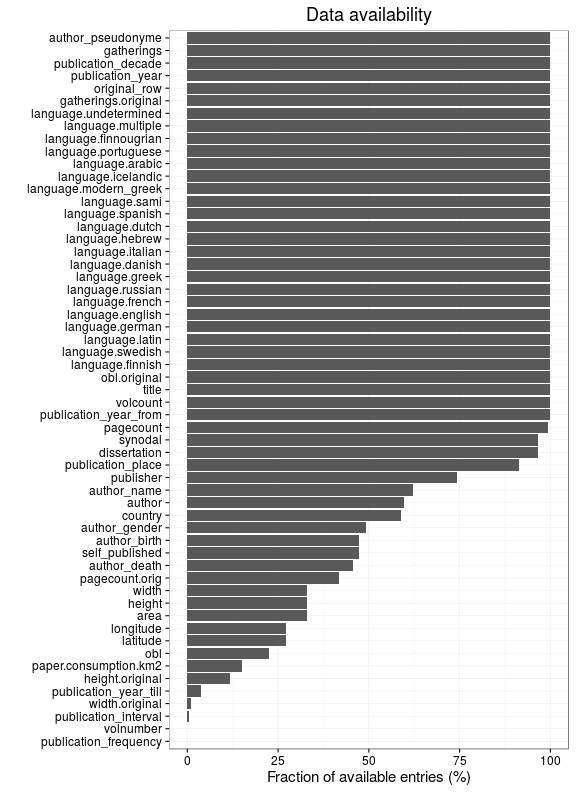 Data availability
author_pseudonyme
gatherings
publication_decade
publication_year
original_row
gatherings.original
language.undetermined
language.multiple
language.finnougrian
language.portuguese
language.arabic
language.icelandic
language.modern_greek
language.sami
language.spanish
language.dutch
language.hebrew
language.italian
language.danish
language.greek
language.russian
language.french
language.english
language.german
language.latin
language.swedish
language.finnish
obl.original
title
volcount
publication_year_from
pagecount
synodal
dissertation
publication_place
publisher
author_name
author
country
author_gender
author_birth
self_published
author_death
pagecount.orig
width
height
area
longitude
latitude
obl
paper.consumption.km2
height.original
publication_year_till
width.original
publication_interval
volnumber
publication_frequency
0 25 50 75 100
Fraction of available entries (%)